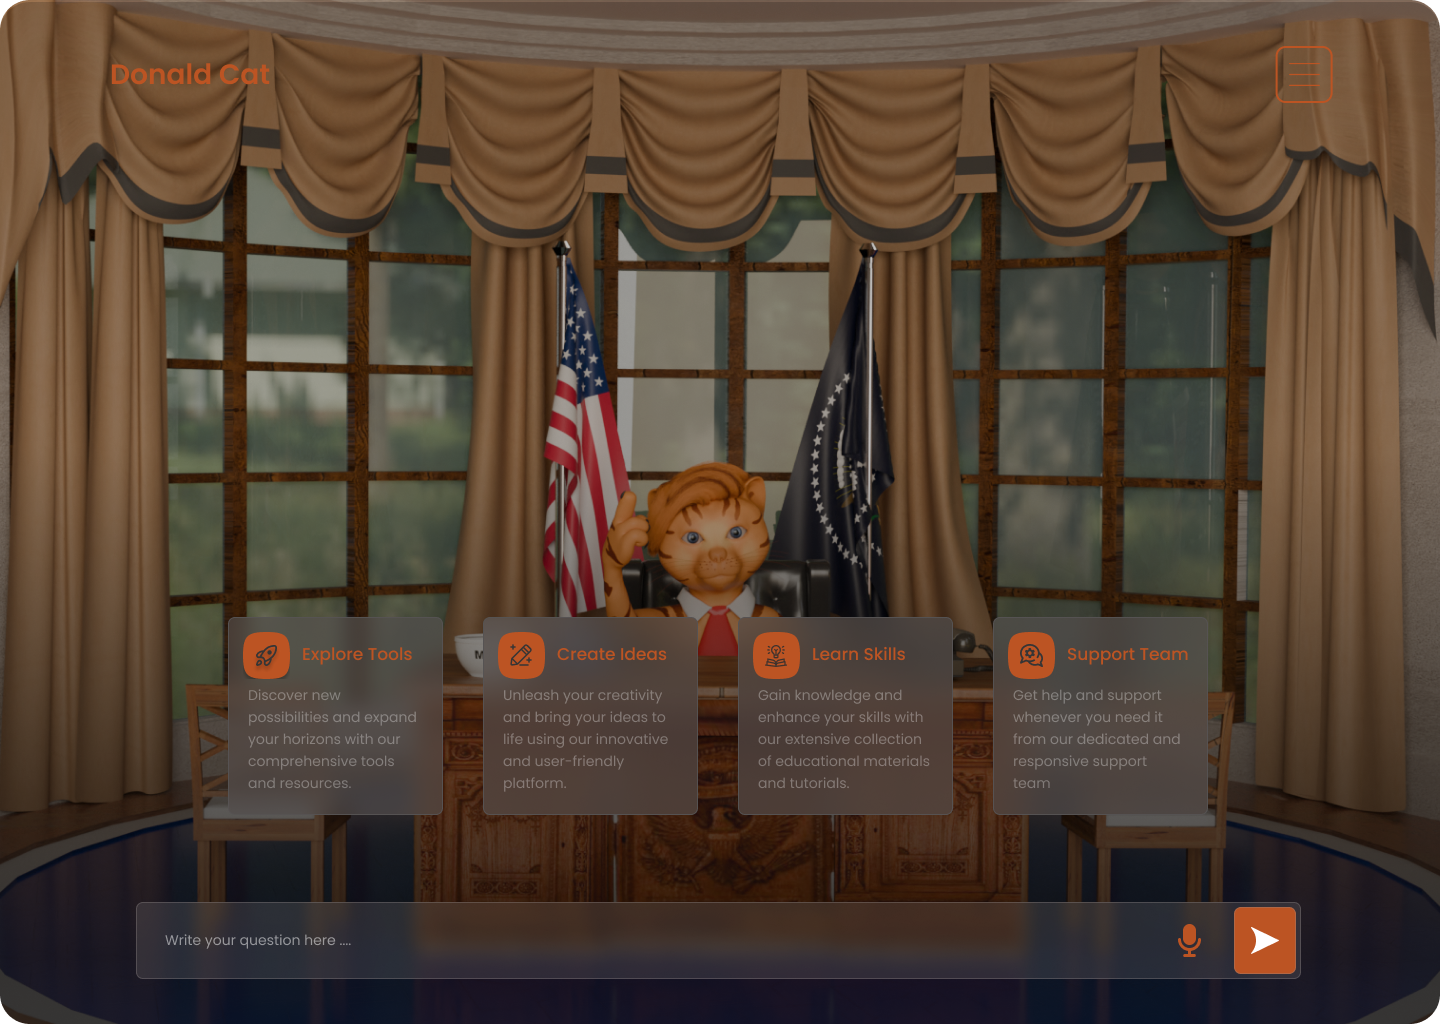 Donald Cat
Explore Tools
Discover new
possibilities and expand
your horizons with our
comprehensive tools
and resources.
Create Ideas
Unleash your creativity
and bring your ideas to
life using our innovative
and user-friendly
platform.
Learn Skills
Gain knowledge and
enhance your skills with
our extensive collection
of educational materials
and tutorials.
Support Team
Get help and support
whenever you need it
from our dedicated and
responsive support
team
Write your question here ....